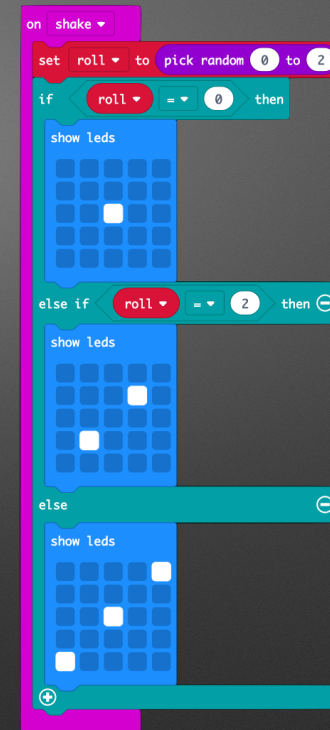 on shake
set roll to pick random 0 to 2
if roll = 0 then
show leds
else if roll = 2 then
show leds
else
show leds